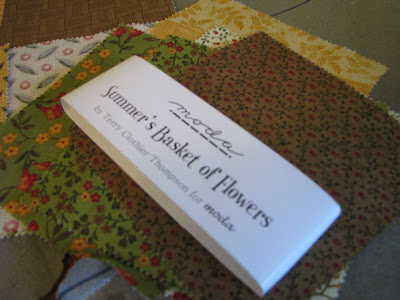 moda
Summer's Basket of Flowers
by Terry Clothier Thompson for moda